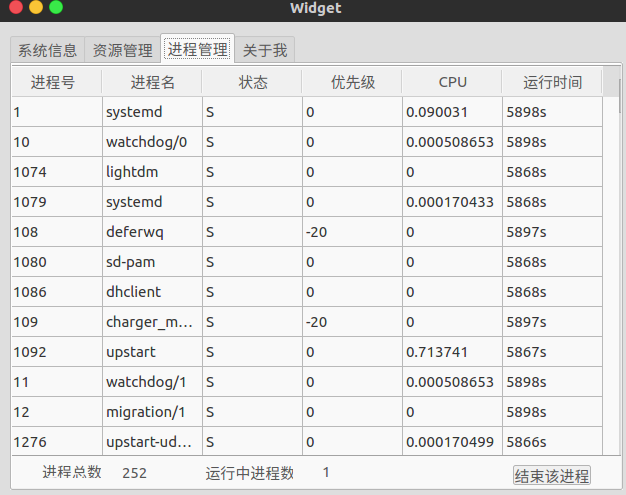 Widget
系统信息 资源管理 进程管理 关于我
进程号 进程名 状态 优先级 CPU 运行时间
1 systemd S 0 0.090031 5898s
10 watchdog/0 S 0 0.000508653 5898s
1074 lightdm S 0 0 5868s
1079 systemd S 0 0.000170433 5868s
108 deferwq S -20 0 5897s
1080 sd-pam S 0 0 5868s
1086 dhclient S 0 0 5868s
109 charger_m... S -20 0 5897s
1092 upstart S 0 0.713741 5867s
11 watchdog/1 S 0 0.000508653 5898s
12 migration/1 S 0 0 5898s
1276 upstart-ud... S 0 0.000170499 5866s
进程总数 252 运行中进程数 1 结束该进程